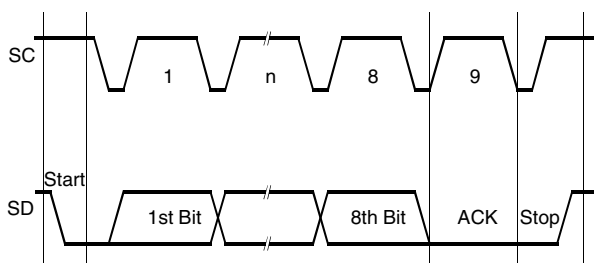 SC
1 n 8 9
Start
SD
1st Bit 8th Bit ACK Stop